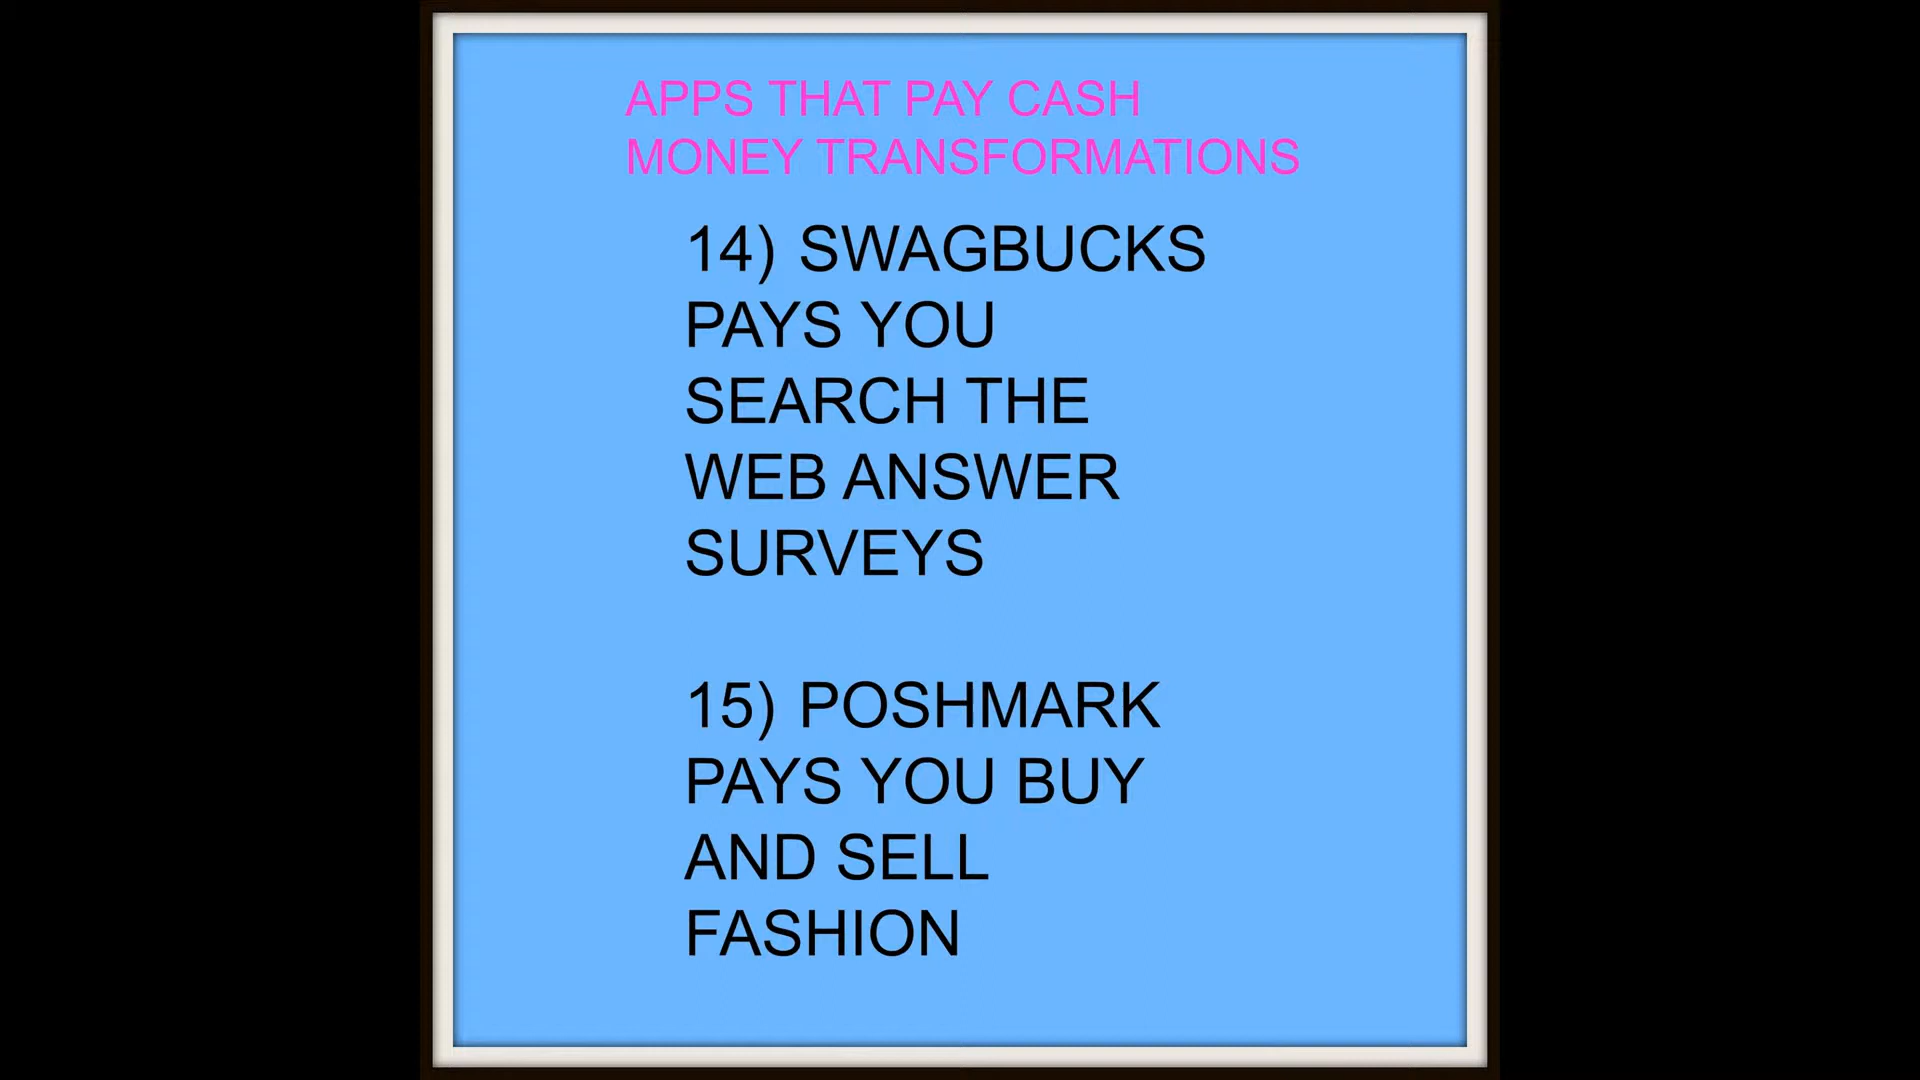 APPS THAT PAY CASH
MONEY TRANSFORMATIONS
14) SWAGBUCKS
PAYS YOU
SEARCH THE
WEB ANSWER
SURVEYS
15) POSHMARK
PAYS YOU BUY
AND SELL
FASHION